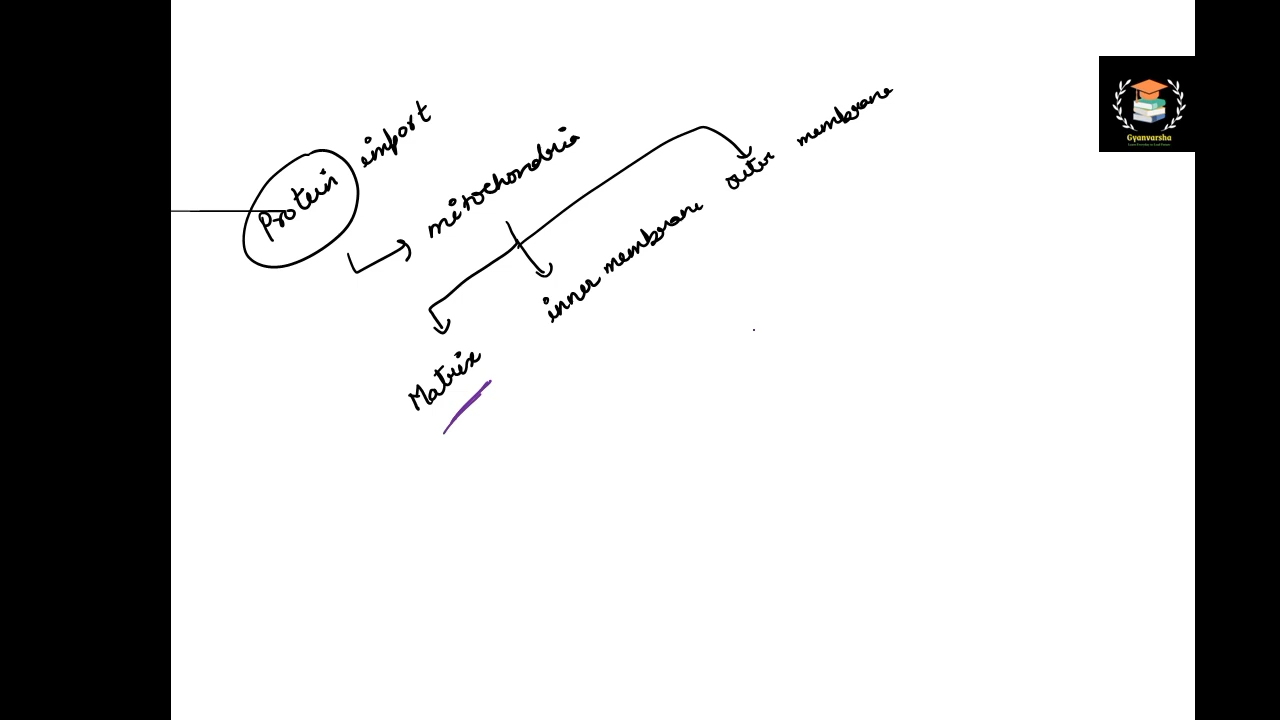 Protein import
mitochondria
outer membrane
inner membrane
Matrix
Gyanvarsha